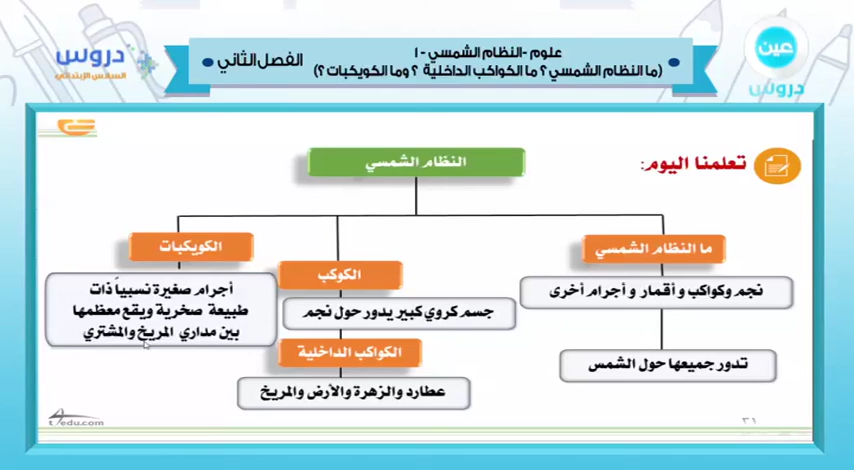 عين
دروس
علوم -النظام الشمسي- ١
(ما النظام الشمسي؟ ما الكواكب الداخلية ؟ وما الكويكبات ؟)
الفصل الثاني
دروس
السادس الإبتدائي
تعلمنا اليوم:
النظام الشمسي
ما النظام الشمسي
نجم وكواكب و أقمار و أجرام أخرى
تدور جميعها حول الشمس
الكوكب
جسم كروي كبير يدور حول نجم
الكواكب الداخلية
عطارد والزهرة والأرض والمريخ
الكويكبات
أجرام صغيرة نسبياً ذات
طبيعة صخرية ويقع معظمها
بين مداري المريخ والمشتري
t4edu.com
٣١